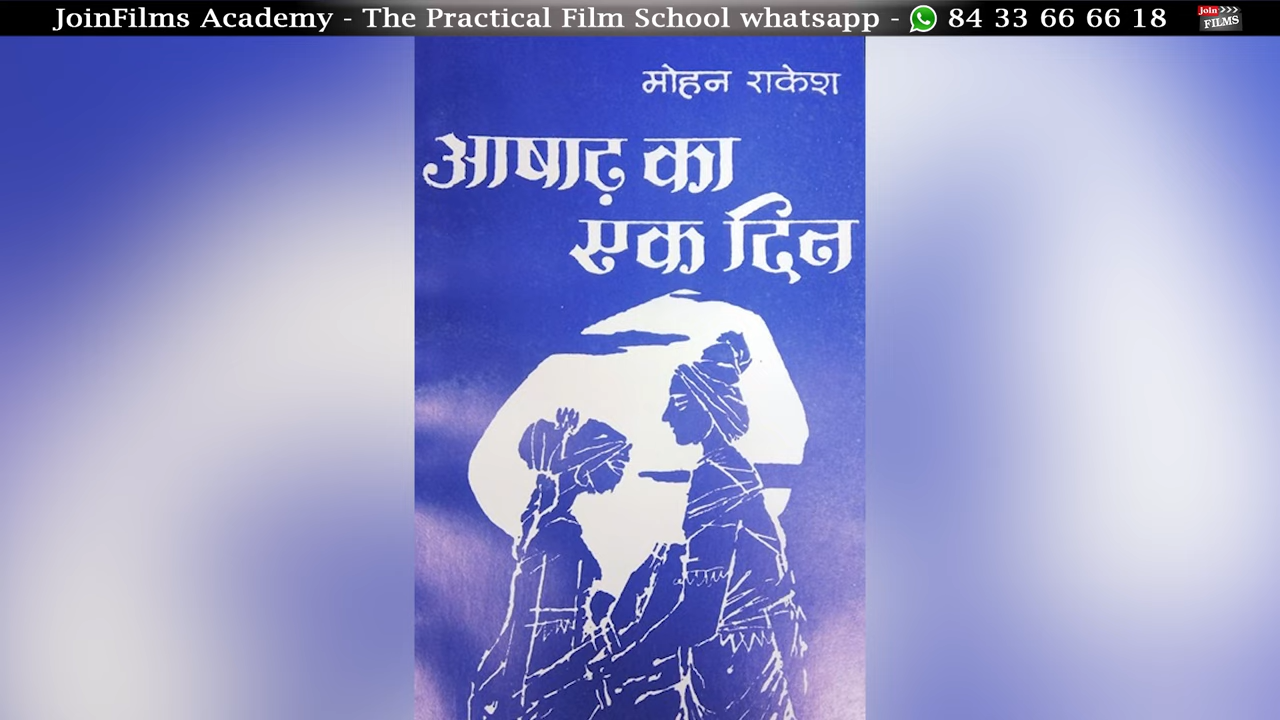 JoinFilms Academy - The Practical Film School whatsapp - 84 33 66 66 18
Join FILMS
मोहन राकेश
आषाढ़ का
एक दिन